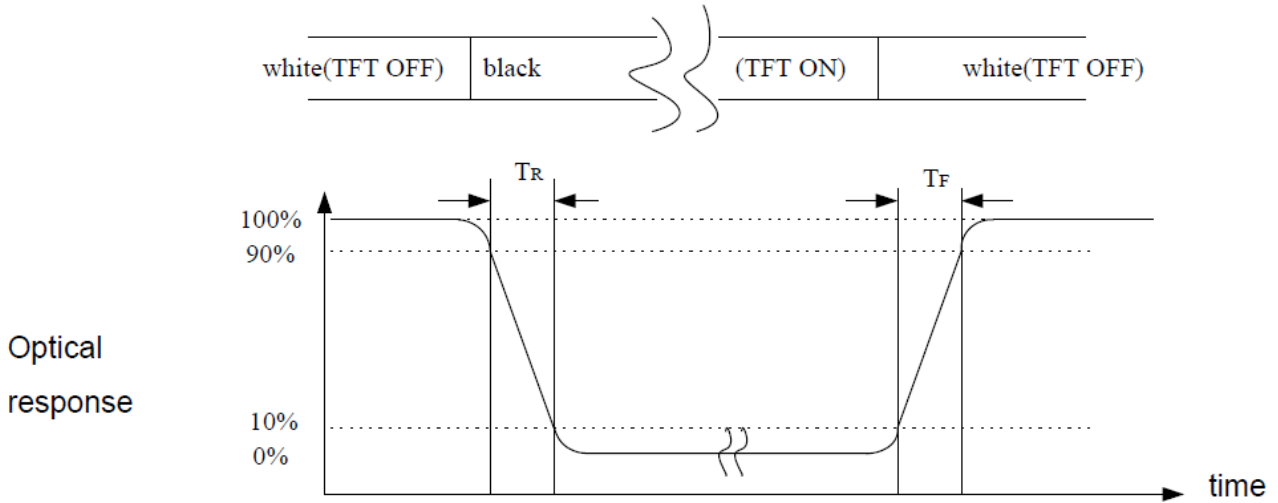 white(TFT OFF) black (TFT ON) white(TFT OFF)
TR TF
100%
90%
Optical
response
10%
0%
time